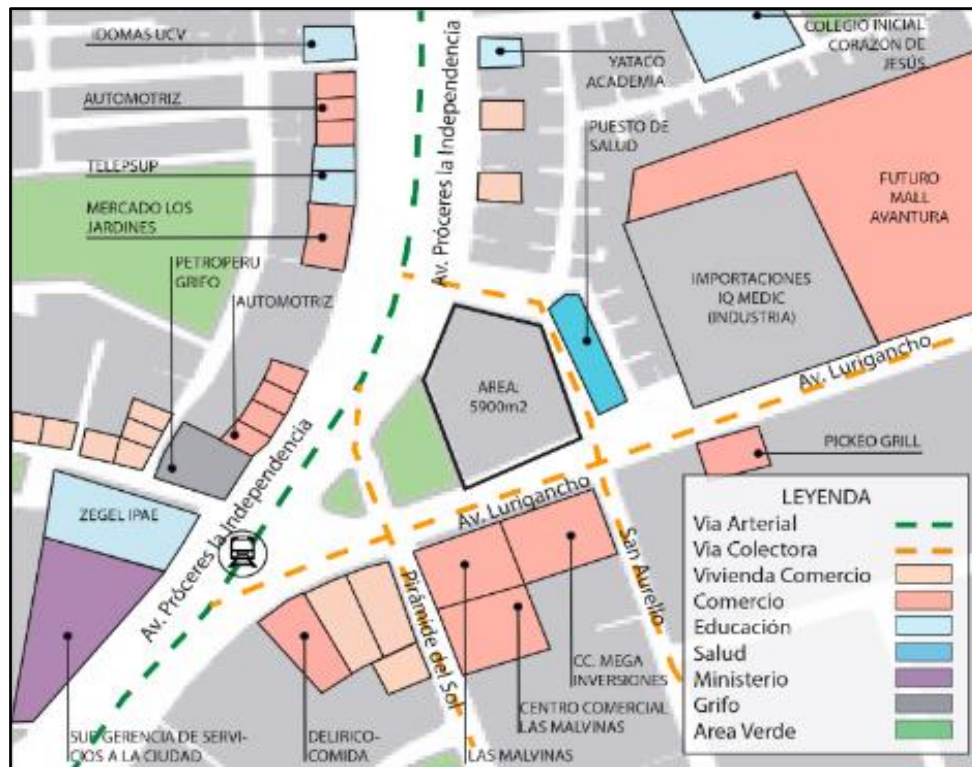 IDOMAS UCV
AUTOMOTRIZ
TELEPSUP
MERCADO LOS
JARDINES
PETROPERU
GRIFO
AUTOMOTRIZ
Av. Próceres la Independencia
Av. Próceres la Independencia
YATACO
ACADEMIA
COLEGIO INICIAL
CORAZON DE
JESÚS
PUESTO DE
SALUD
FUTURO
MALL
AVANTURA
IMPORTACIONES
IQ MEDIC
(INDUSTRIA)
Av. Lurigancho
AREA:
5900m2
PICKEO GRILL
ZEGEL IPAE
Av. Próceres la Independencia
Av. Lurigancho
San Aurelio
Pirámide del Sol
SUB GERENCIA DE SERVI-
CIOS A LA CIUDAD
DELIRICO-
COMIDA
LAS MALVINAS
CENTRO COMERCIAL
LAS MALVINAS
CC. MEGA
INVERSIONES
LEYENDA
Via Arterial
Via Colectora
Vivienda Comercio
Comercio
Educación
Salud
Ministerio
Grifo
Area Verde